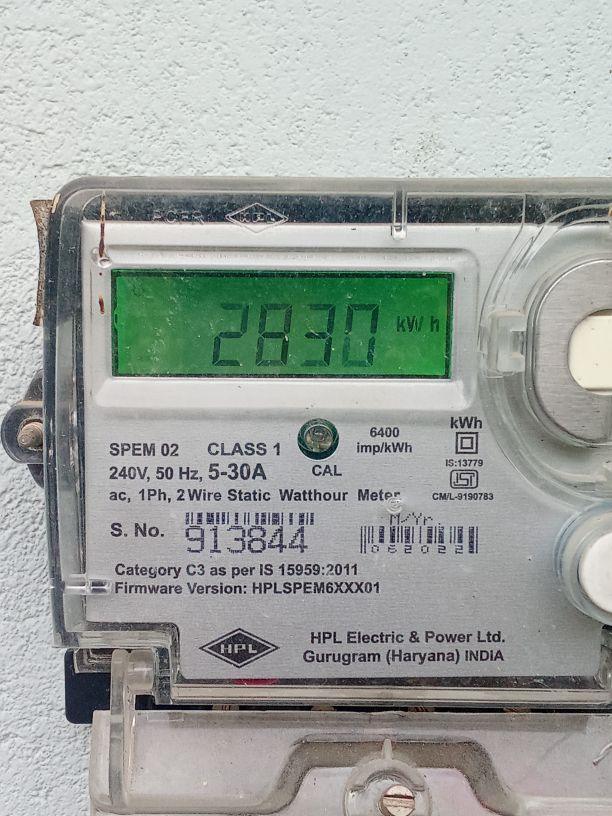 HPL
2830 kWh
SPEM 02 CLASS 1
240V, 50 Hz, 5-30A
ac, 1Ph, 2 Wire Static Watthour Meter
CAL
6400
imp/kWh
kWh
IS:13779
CM/L-9190783
S. No. 913844
M/Yr.
062022
Category C3 as per IS 15959:2011
Firmware Version: HPLSPEM6XXX01
HPL
HPL Electric & Power Ltd.
Gurugram (Haryana) INDiA